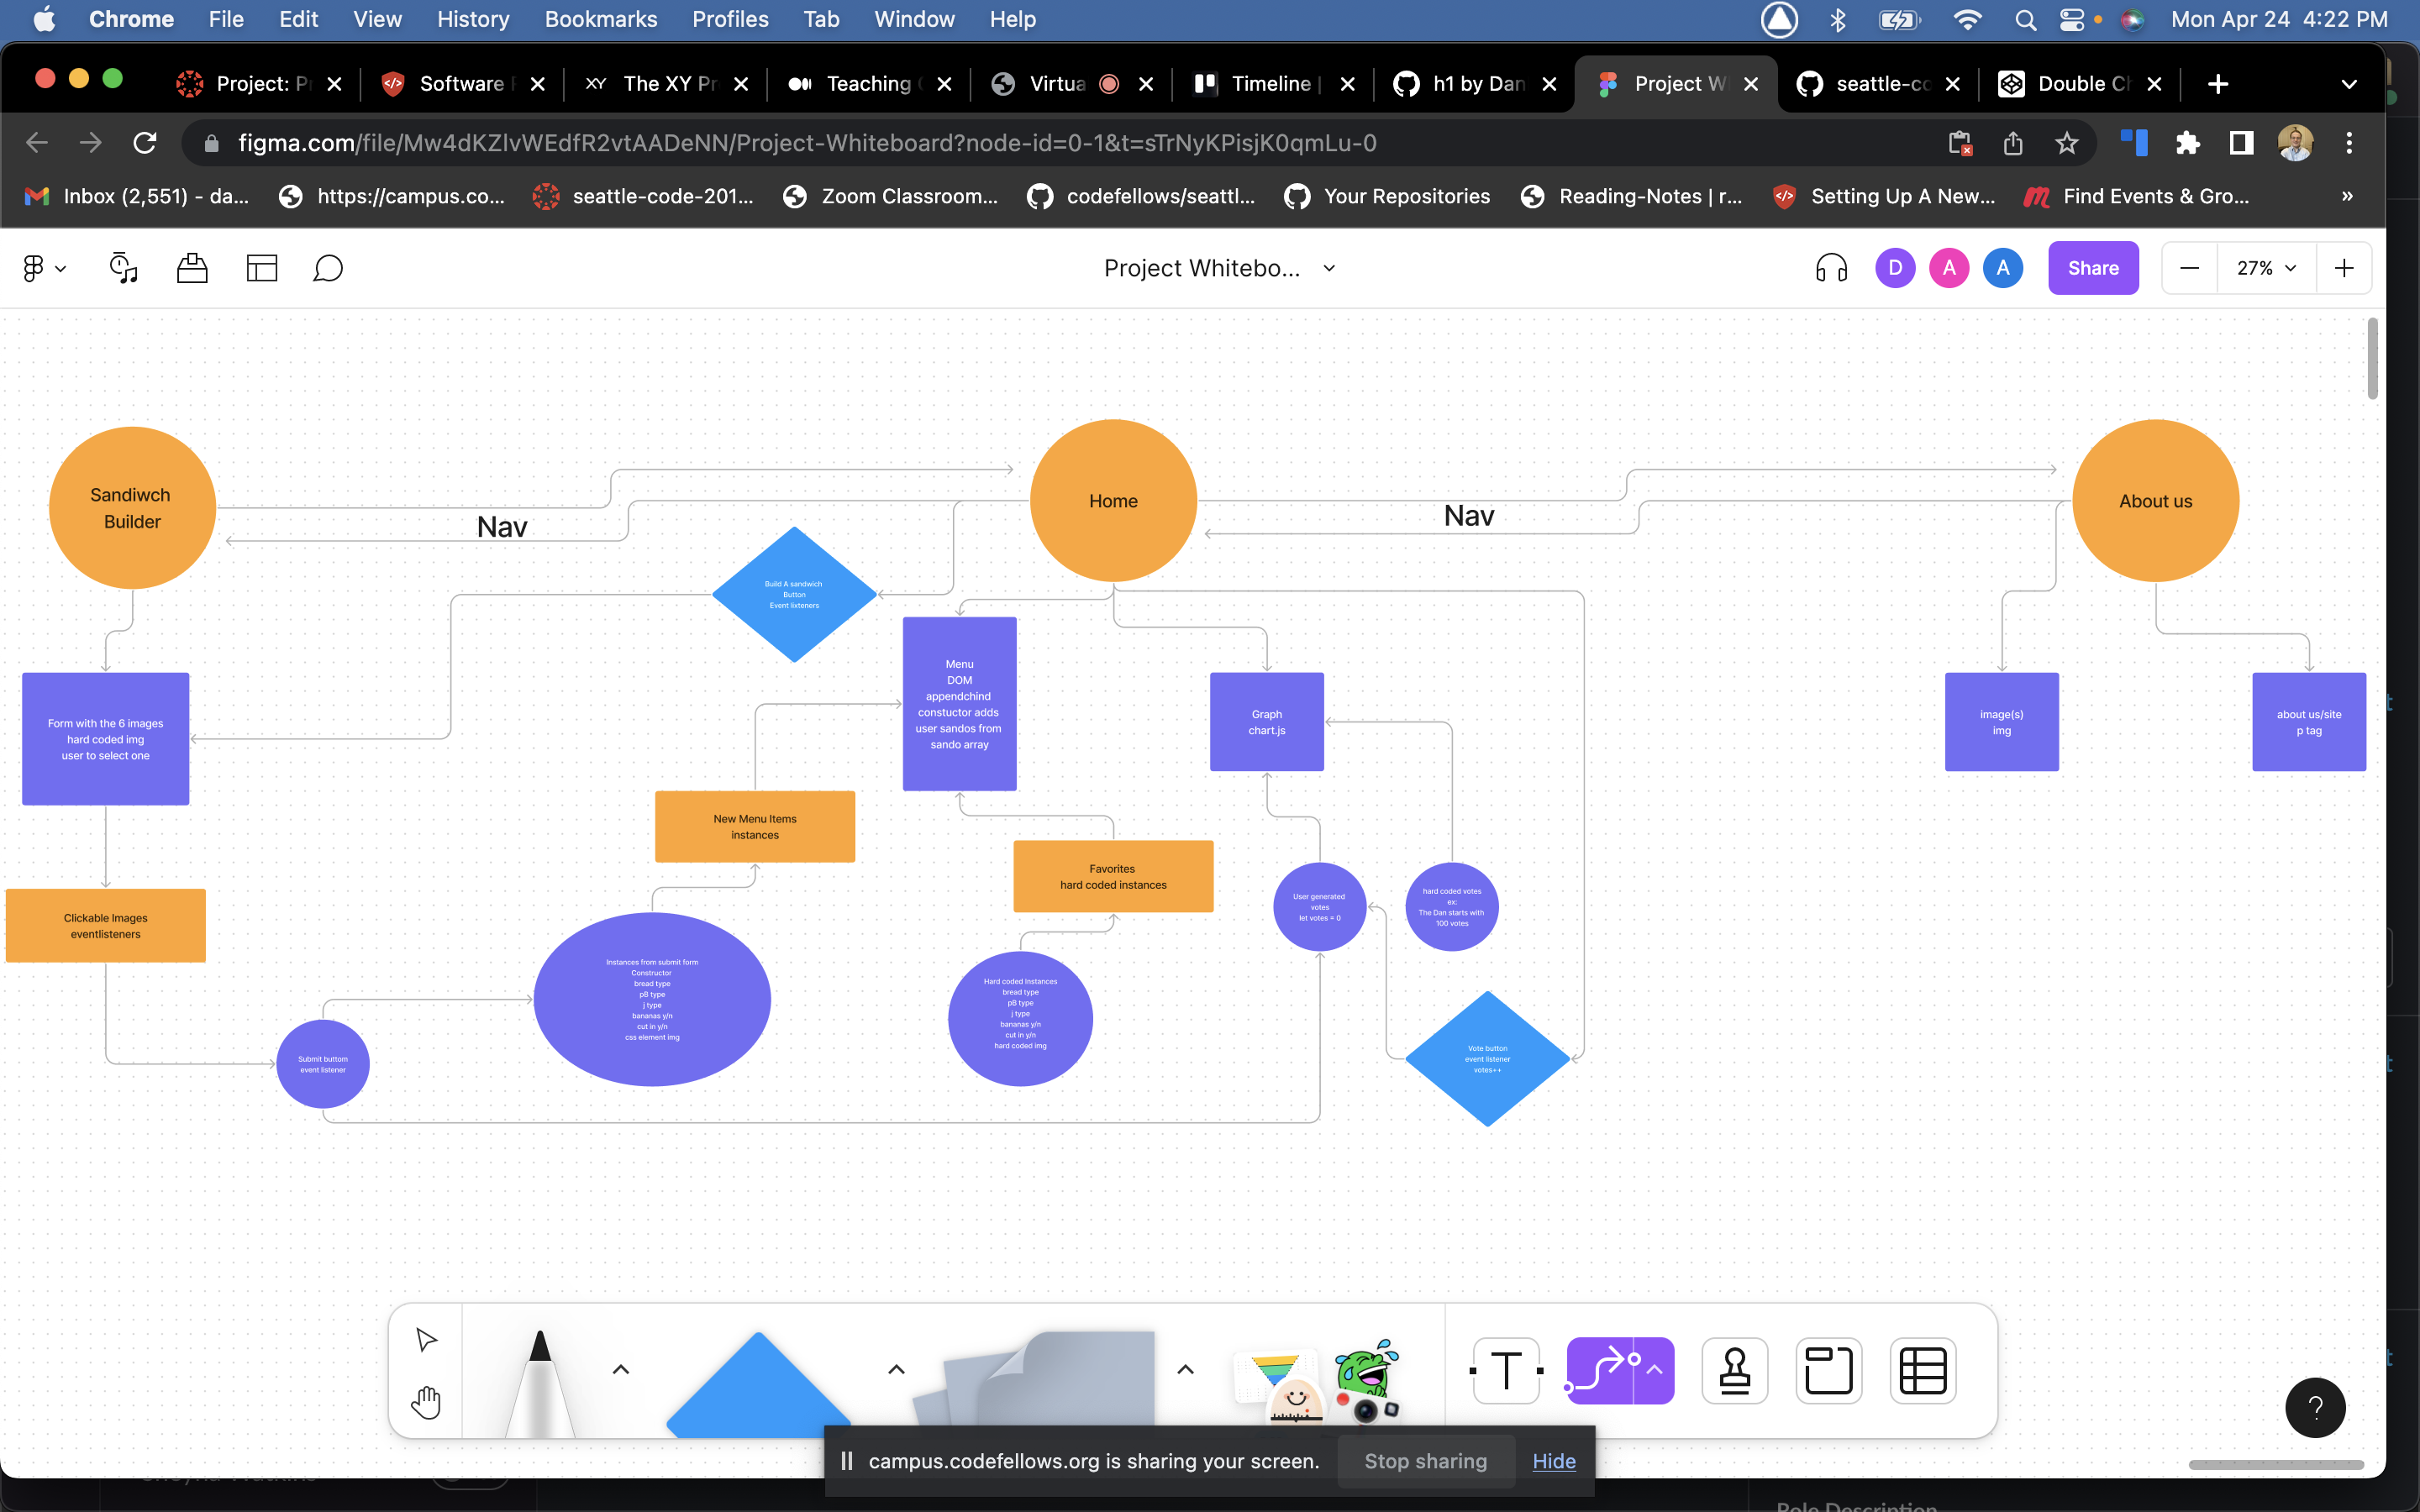 Chrome File Edit View History Bookmarks Profiles Tab Window Help
Mon Apr 24 4:22 PM
Project: P
Software
The XY Pr
Teaching
Virtua
Timeline |
h1 by Dan
Project W
seattle-co
Double Cl
figma.com/file/Mw4dKZlvWEdfR2vtAADeNN/Project-Whiteboard?node-id=0-1&t=sTrNyKPisjK0qmLu-0
Inbox (2,551) - da...
https://campus.co...
seattle-code-201...
Zoom Classroom...
codefellows/seattl...
Your Repositories
Reading-Notes | r...
Setting Up A New...
Find Events & Gro...
»
Project Whitebo...
D
A
A
Share
27%
Sandiwch
Builder
Nav
Home
Nav
About us
Build A sandwich
Button
Event lixteners
Form with the 6 images
hard coded img
user to select one
Menu
DOM
appendchind
constuctor adds
user sandos from
sando array
Graph
chart.js
image(s)
img
about us/site
p tag
New Menu Items
instances
Favorites
hard coded instances
Clickable Images
eventlisteners
User generated
votes
let votes = 0
hard coded votes
ex:
The Dan starts with
100 votes
Instances from submit form
Constructor
bread type
pB type
j type
bananas y/n
cut in y/n
css element img
Hard coded Instances
bread type
pB type
j type
bananas y/n
cut in y/n
hard coded img
Submit buttom
event listener
Vote button
event listener
votes++
T
?
campus.codefellows.org is sharing your screen.
Stop sharing
Hide
Role Description